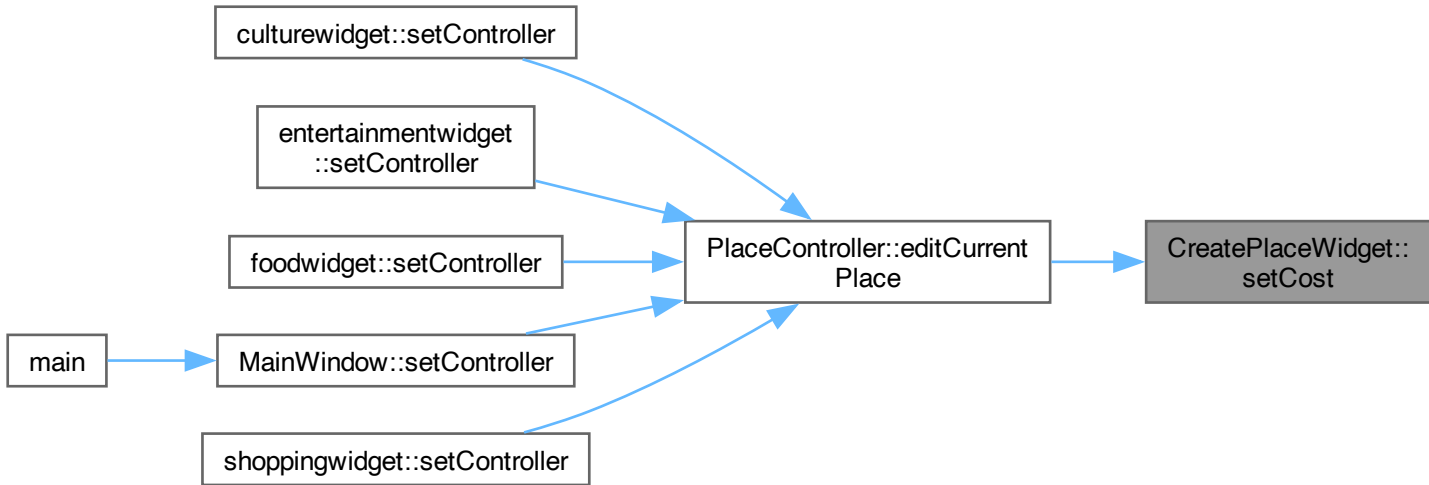 culturewidget::setController
entertainmentwidget
::setController
foodwidget::setController
main
MainWindow::setController
shoppingwidget::setController
PlaceController::editCurrent
Place
CreatePlaceWidget::
setCost